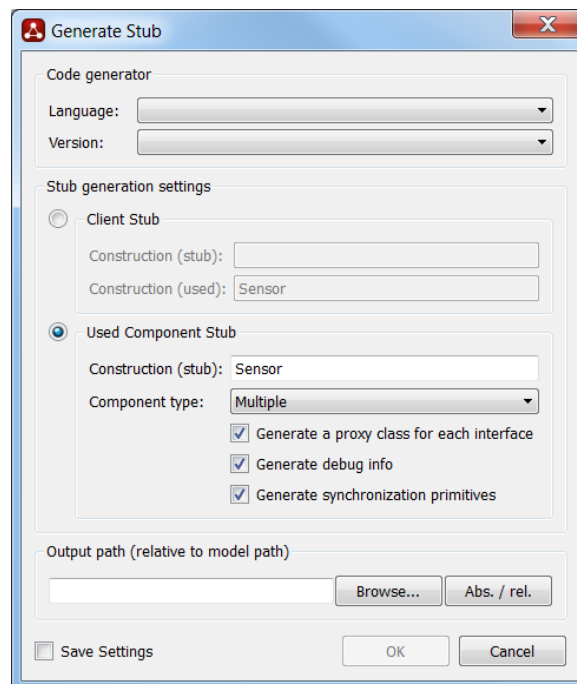 Generate Stub
Code generator
Language:
Version:
Stub generation settings
Client Stub
Construction (stub):
Construction (used): Sensor
Used Component Stub
Construction (stub): Sensor
Component type: Multiple
Generate a proxy class for each interface
Generate debug info
Generate synchronization primitives
Output path (relative to model path)
Browse... Abs. / rel.
Save Settings OK Cancel